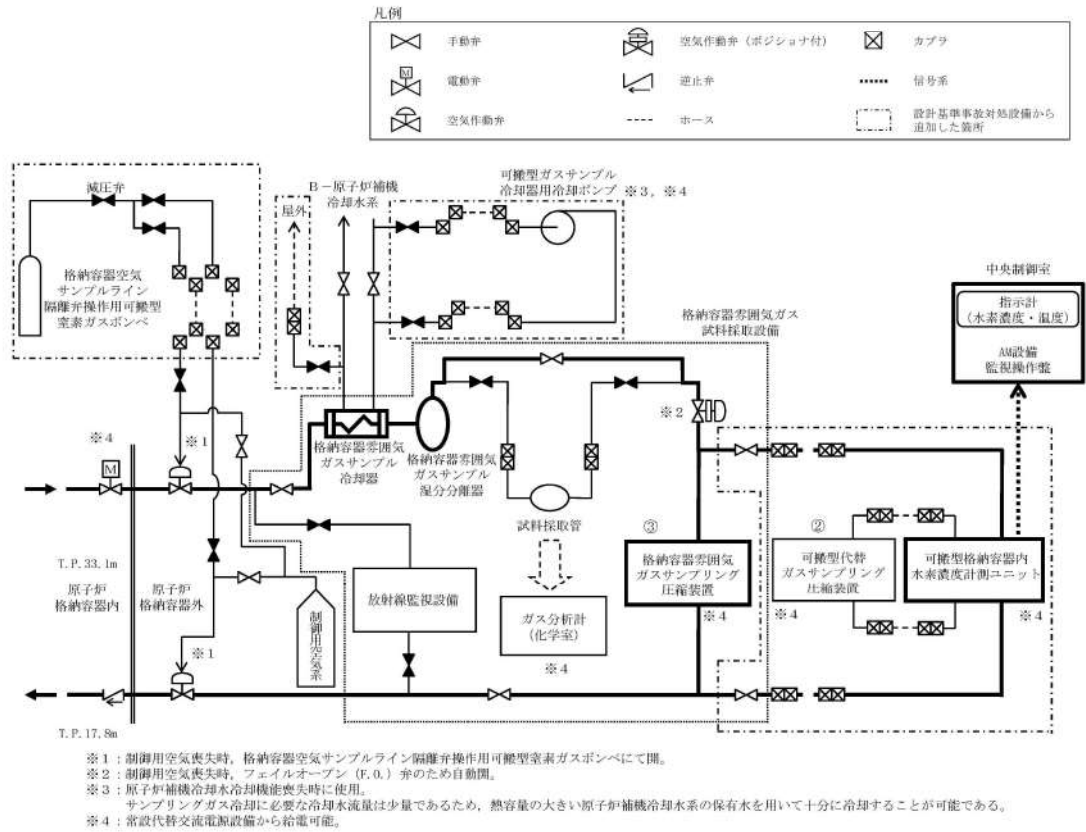 凡例
手動弁
空気作動弁（ポジショナ付）
カプラ
M
電動弁
逆止弁
信号系
空気作動弁
ホース
設計基準事故対処設備から
追加した箇所
減圧弁
格納容器空気
サンプルライン
隔離弁操作用可搬型
窒素ガスボンベ
屋外
B－原子炉補機
冷却水系
可搬型ガスサンプル
冷却器用冷却ポンプ ※3，※4
格納容器雰囲気ガス
試料採取設備
中央制御室
指示計
（水素濃度・温度）
AM設備
監視操作盤
※4
M
※1
格納容器雰囲気
ガスサンプル
冷却器
格納容器雰囲気
ガスサンプル
湿分分離器
※2
試料採取管
T.P.33.1m
原子炉
格納容器内
原子炉
格納容器外
制御用空気系
放射線監視設備
ガス分析計
（化学室）
※4
③
格納容器雰囲気
ガスサンプリング
圧縮装置
※4
②
可搬型代替
ガスサンプリング
圧縮装置
※4
可搬型格納容器内
水素濃度計測ユニット
※4
※1
T.P.17.8m
※1：制御用空気喪失時，格納容器空気サンプルライン隔離弁操作用可搬型窒素ガスボンベにて開。
※2：制御用空気喪失時，フェイルオープン（F.O.）弁のため自動開。
※3：原子炉補機冷却水冷却機能喪失時に使用。
サンプリングガス冷却に必要な冷却水流量は少量であるため，熱容量の大きい原子炉補機冷却水系の保有水を用いて十分に冷却することが可能である。
※4：常設代替交流電源設備から給電可能。